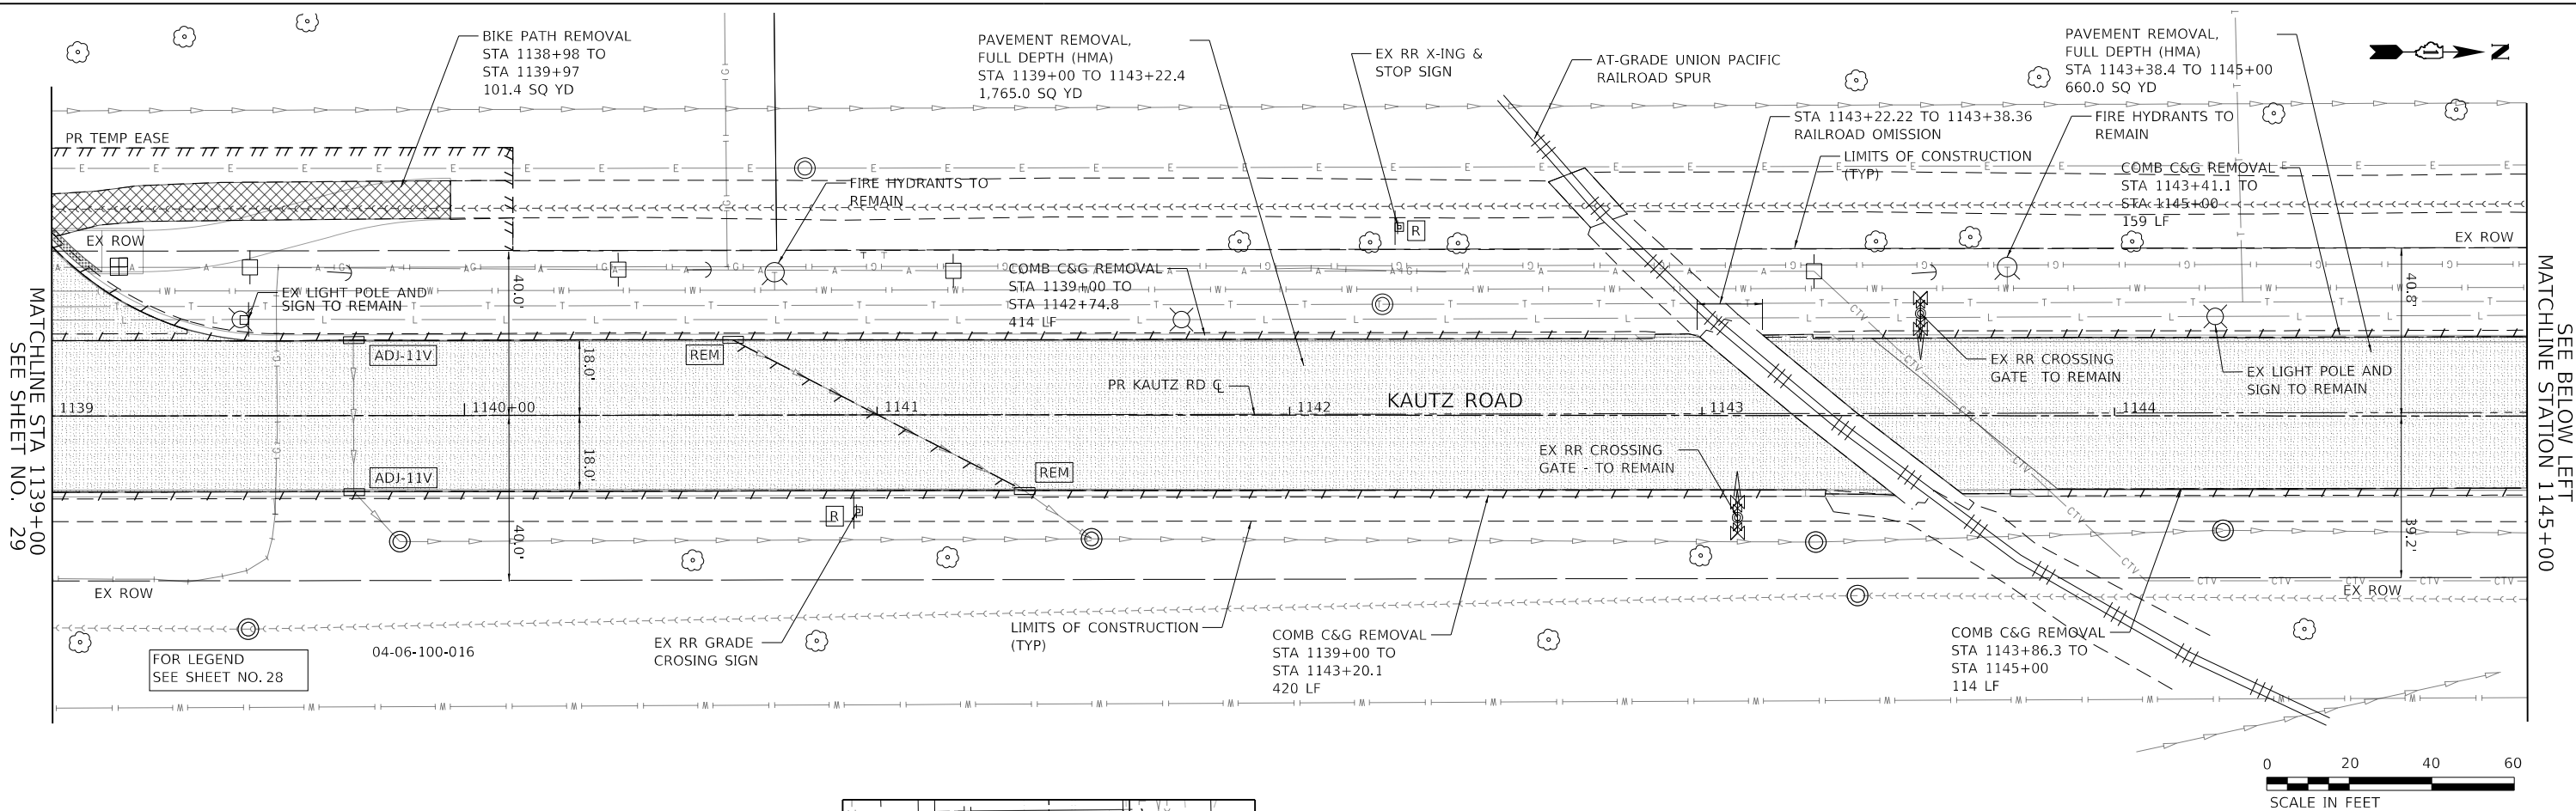 BIKE PATH REMOVAL
STA 1138+98 TO
STA 1139+97
101.4 SQ YD
PAVEMENT REMOVAL,
FULL DEPTH (HMA)
STA 1139+00 TO 1143+22.4
1,765.0 SQ YD
EX RR X-ING &
STOP SIGN
AT-GRADE UNION PACIFIC
RAILROAD SPUR
PAVEMENT REMOVAL,
FULL DEPTH (HMA)
STA 1143+38.4 TO 1145+00
660.0 SQ YD
N
STA 1143+22.22 TO 1143+38.36
RAILROAD OMISSION
FIRE HYDRANTS TO
REMAIN
PR TEMP EASE
LIMITS OF CONSTRUCTION
(TYP)
COMB C&G REMOVAL
STA 1143+41.1 TO
STA 1145+00
159 LF
FIRE HYDRANTS TO
REMAIN
R
EX ROW
EX ROW
40.0'
COMB C&G REMOVAL
STA 1139+00 TO
STA 1142+74.8
414 LF
40.8'
EX LIGHT POLE AND
SIGN TO REMAIN
ADJ-11V
REM
18.0'
EX RR CROSSING
GATE TO REMAIN
EX LIGHT POLE AND
SIGN TO REMAIN
PR KAUTZ RD CL
KAUTZ ROAD
1139
1140+00
1141
1142
1143
1144
MATCHLINE STA 1139+00
SEE SHEET NO. 29
SEE BELOW LEFT
MATCHLINE STATION 1145+00
18.0'
ADJ-11V
REM
EX RR CROSSING
GATE - TO REMAIN
R
40.0'
39.2'
EX ROW
EX ROW
FOR LEGEND
SEE SHEET NO. 28
04-06-100-016
EX RR GRADE
CROSING SIGN
LIMITS OF CONSTRUCTION
(TYP)
COMB C&G REMOVAL
STA 1139+00 TO
STA 1143+20.1
420 LF
COMB C&G REMOVAL
STA 1143+86.3 TO
STA 1145+00
114 LF
0 20 40 60
SCALE IN FEET